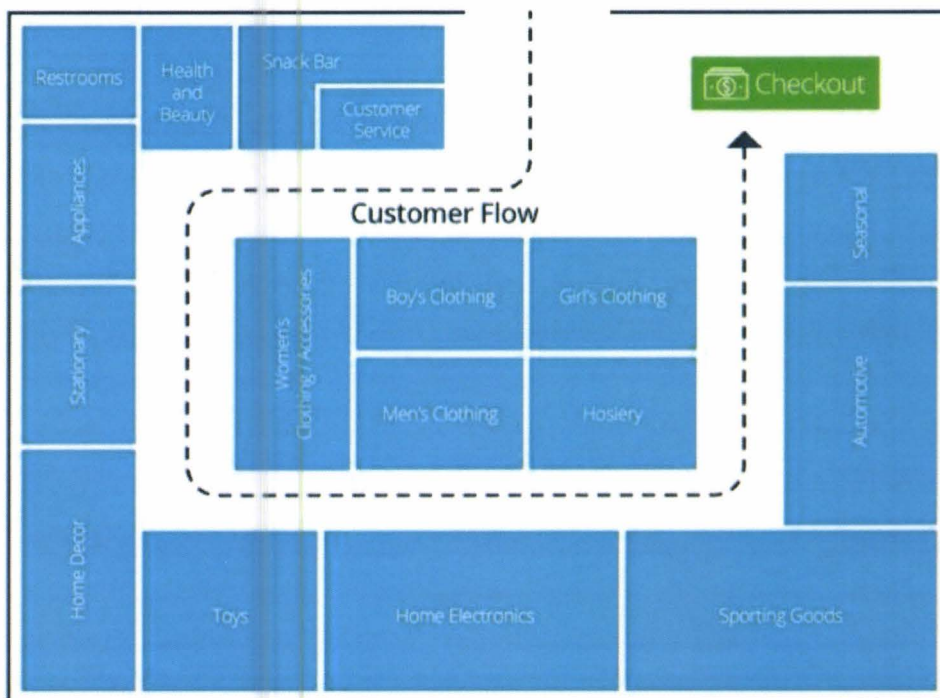 Restrooms
Health
and
Beauty
Snack Bar
Customer
Service
Checkout
Appliances
Customer Flow
Seasonal
Women's
Clothing / Accessories
Boy's Clothing
Girl's Clothing
Stationary
Men's Clothing
Hosiery
Automotive
Home Decor
Toys
Home Electronics
Sporting Goods